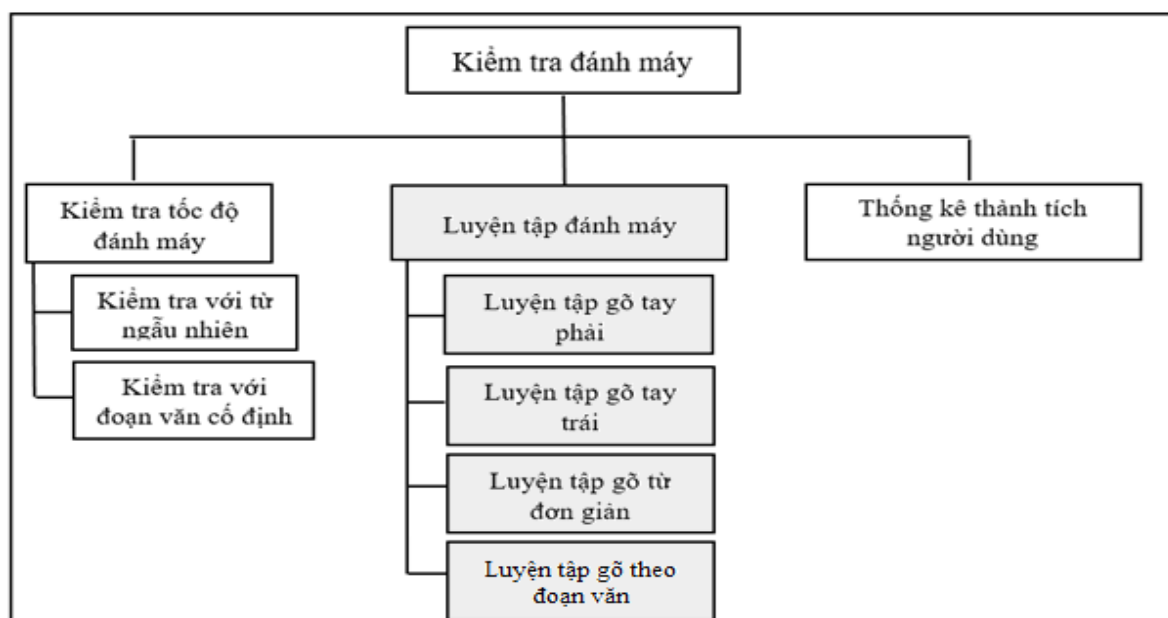 Kiểm tra đánh máy
Kiểm tra tốc độ
đánh máy
Kiểm tra với từ
ngẫu nhiên
Kiểm tra với
đoạn văn cố định
Luyện tập đánh máy
Luyện tập gõ tay
phải
Luyện tập gõ tay
trái
Luyện tập gõ từ
đơn giản
Luyện tập gõ theo
đoạn văn
Thống kê thành tích
người dùng